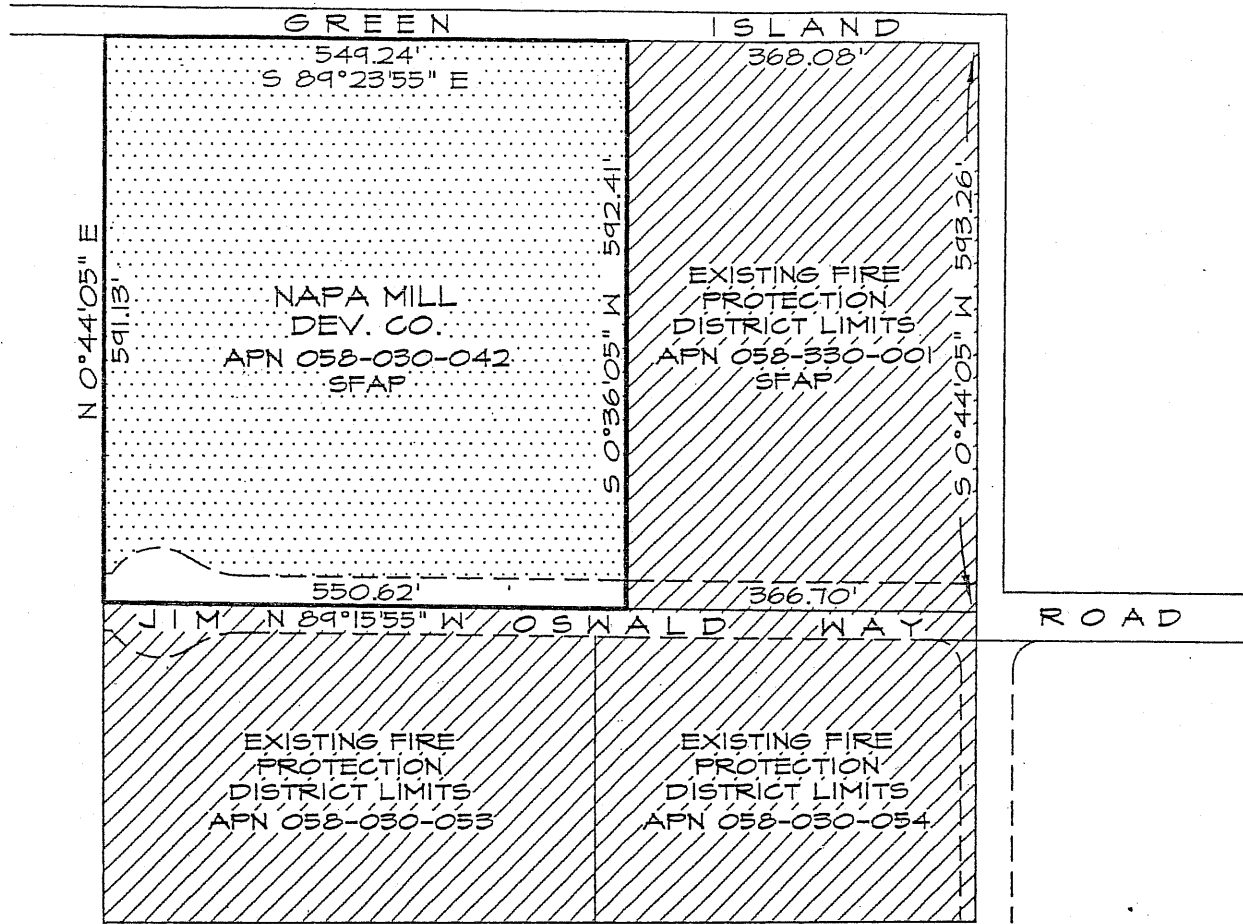 GREEN ISLAND
549.24'
S 89°23'55" E
368.08'
N 0°44'05" E
591.13'
NAPA MILL
DEV. CO.
APN 058-030-042
SFAP
S 0°36'05" W 592.41'
EXISTING FIRE
PROTECTION
DISTRICT LIMITS
APN 058-330-001
SFAP
S 0°44'05" W 593.26'
550.62'
366.70'
JIM N 89°15'55" W OSWALD WAY
ROAD
EXISTING FIRE
PROTECTION
DISTRICT LIMITS
APN 058-030-053
EXISTING FIRE
PROTECTION
DISTRICT LIMITS
APN 058-030-054